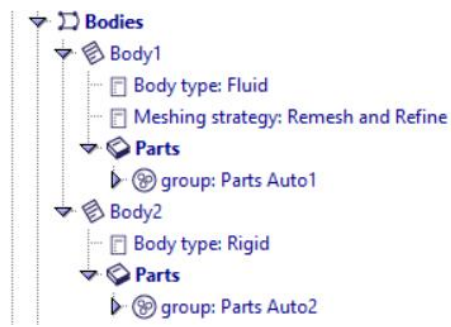 Bodies
Body1
Body type: Fluid
Meshing strategy: Remesh and Refine
Parts
group: Parts Auto1
Body2
Body type: Rigid
Parts
group: Parts Auto2